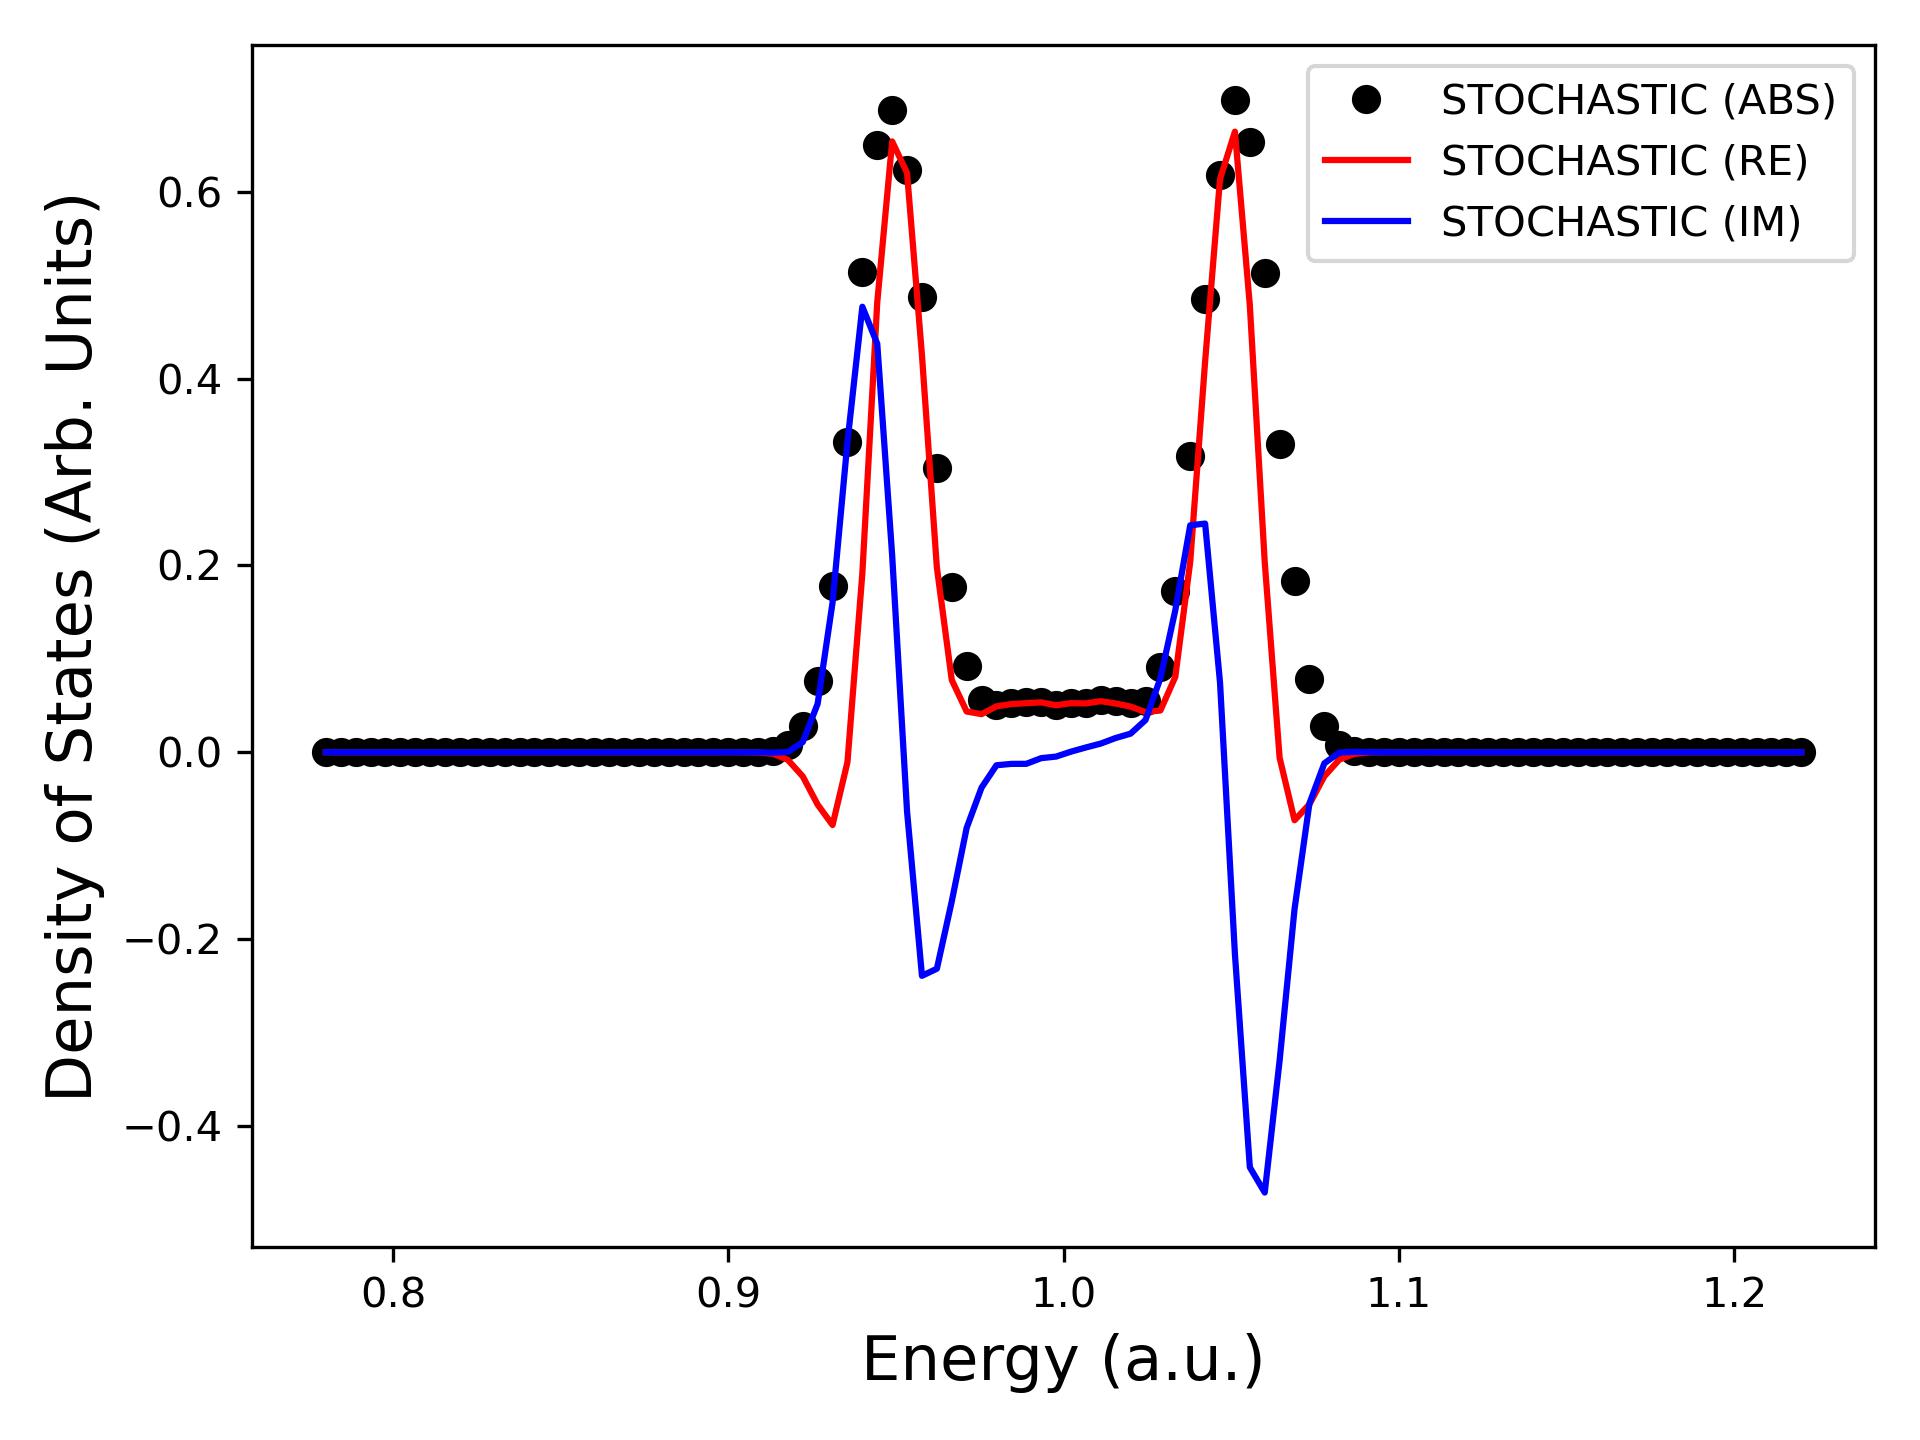 STOCHASTIC (ABS)
STOCHASTIC (RE)
STOCHASTIC (IM)
Density of States (Arb. Units)
0.6
0.4
0.2
0.0
−0.2
−0.4
0.8 0.9 1.0 1.1 1.2
Energy (a.u.)